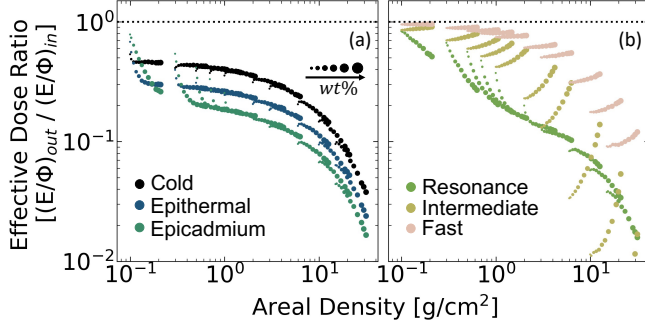 Effective Dose Ratio
[(E/Φ)out / (E/Φ)in]
10⁰
10⁻¹
10⁻²
(a)
wt%
Cold
Epithermal
Epicadmium
(b)
Resonance
Intermediate
Fast
10⁻¹ 10⁰ 10¹ 10⁻¹ 10⁰ 10¹
Areal Density [g/cm²]